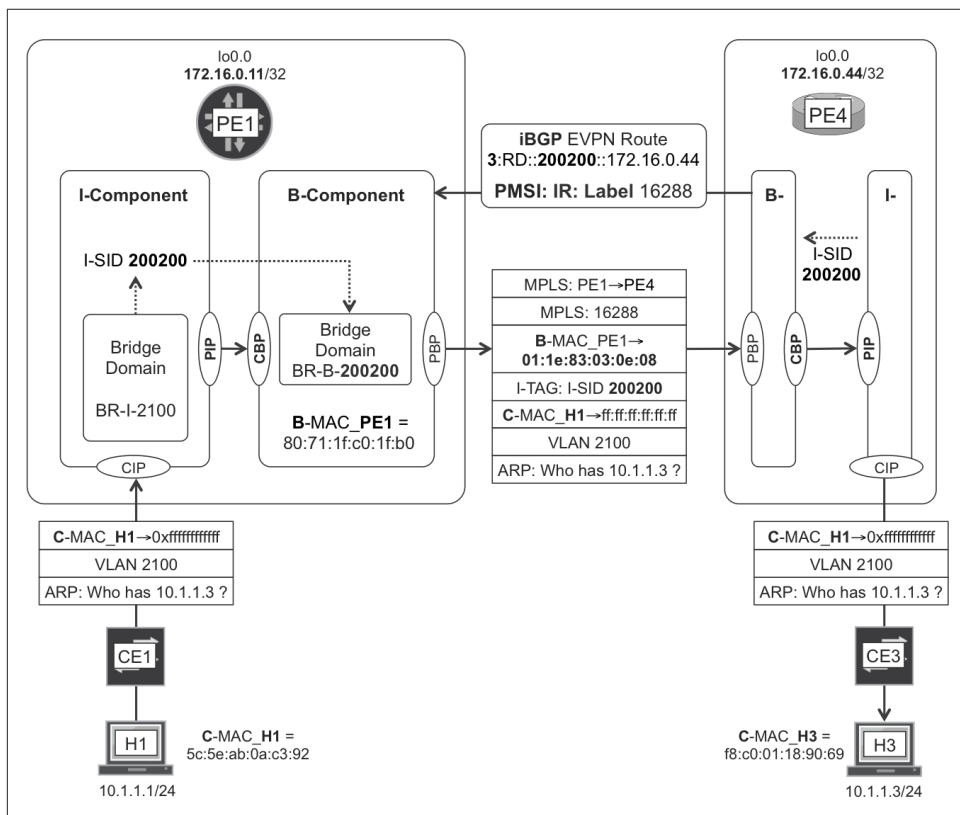 lo0.0
172.16.0.11/32
PE1
lo0.0
172.16.0.44/32
PE4
iBGP EVPN Route
3:RD::200200::172.16.0.44
PMSI: IR: Label 16288
I-Component
B-Component
B-
I-
I-SID 200200
I-SID
200200
Bridge
Domain
BR-I-2100
PIP
CBP
Bridge
Domain
BR-B-200200
PBP
B-MAC_PE1 =
80:71:1f:c0:1f:b0
CIP
MPLS: PE1→PE4
MPLS: 16288
B-MAC_PE1→
01:1e:83:03:0e:08
I-TAG: I-SID 200200
C-MAC_H1→ff:ff:ff:ff:ff:ff
VLAN 2100
ARP: Who has 10.1.1.3 ?
PBP
CBP
PIP
CIP
C-MAC_H1→0xffffffffffff
VLAN 2100
ARP: Who has 10.1.1.3 ?
C-MAC_H1→0xffffffffffff
VLAN 2100
ARP: Who has 10.1.1.3 ?
CE1
CE3
H1
C-MAC_H1 =
5c:5e:ab:0a:c3:92
10.1.1.1/24
C-MAC_H3 =
f8:c0:01:18:90:69
H3
10.1.1.3/24